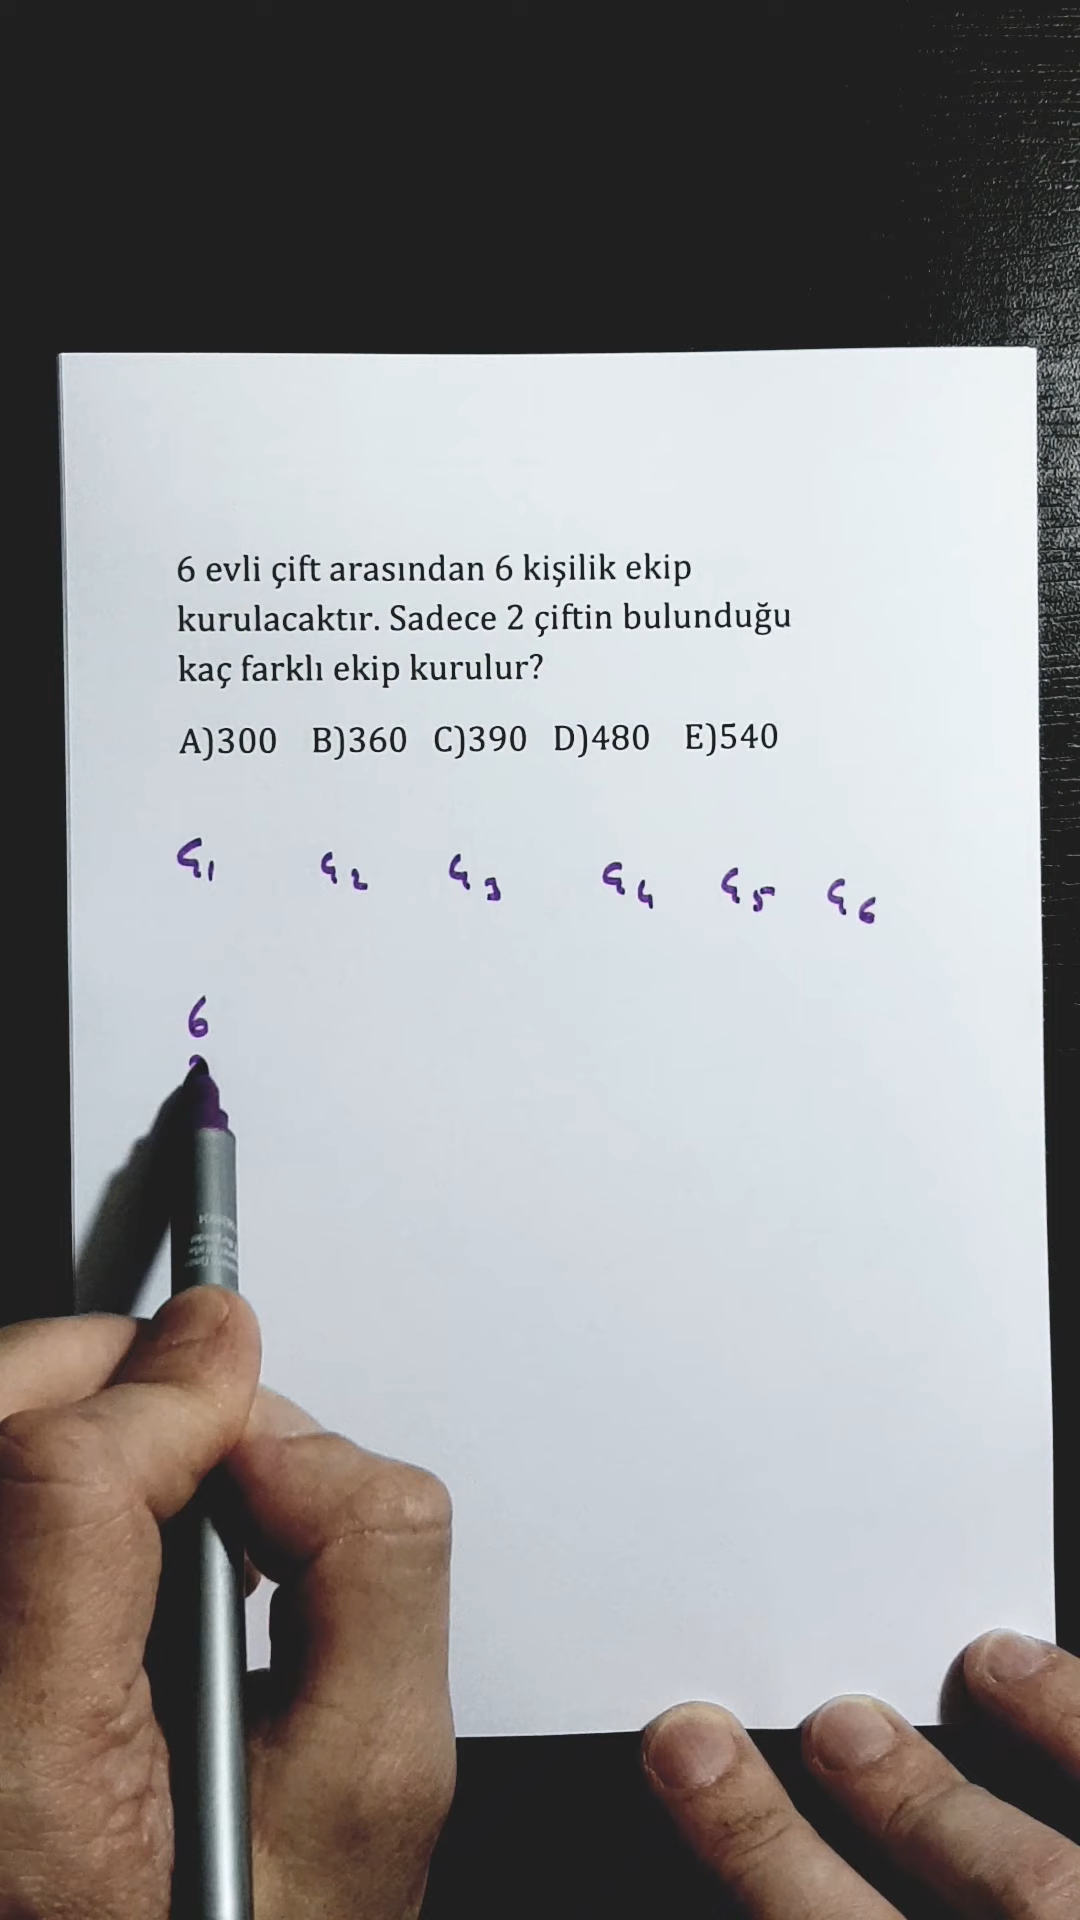 6 evli çift arasından 6 kişilik ekip
kurulacaktır. Sadece 2 çiftin bulunduğu
kaç farklı ekip kurulur?
A)300 B)360 C)390 D)480 E)540
Ç1 Ç2 Ç3 Ç4 Ç5 Ç6
6